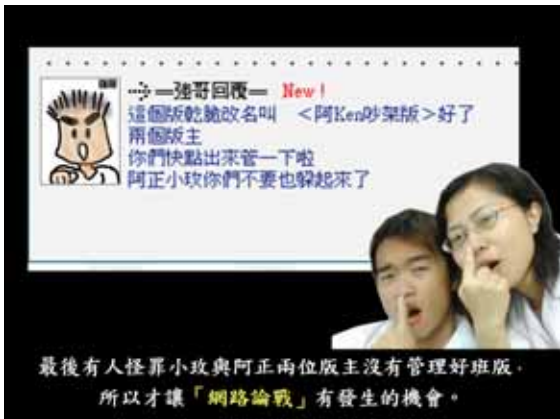 ⋯> ═強哥回覆═ New!
這個版乾脆改名叫 <阿Ken吵架版>好了
兩個版主
你們快點出來管一下啦
阿正小玫你們不要也躲起來了
最後有人怪罪小玫與阿正兩位版主沒有管理好班版.
所以才讓「網路論戰」有發生的機會。